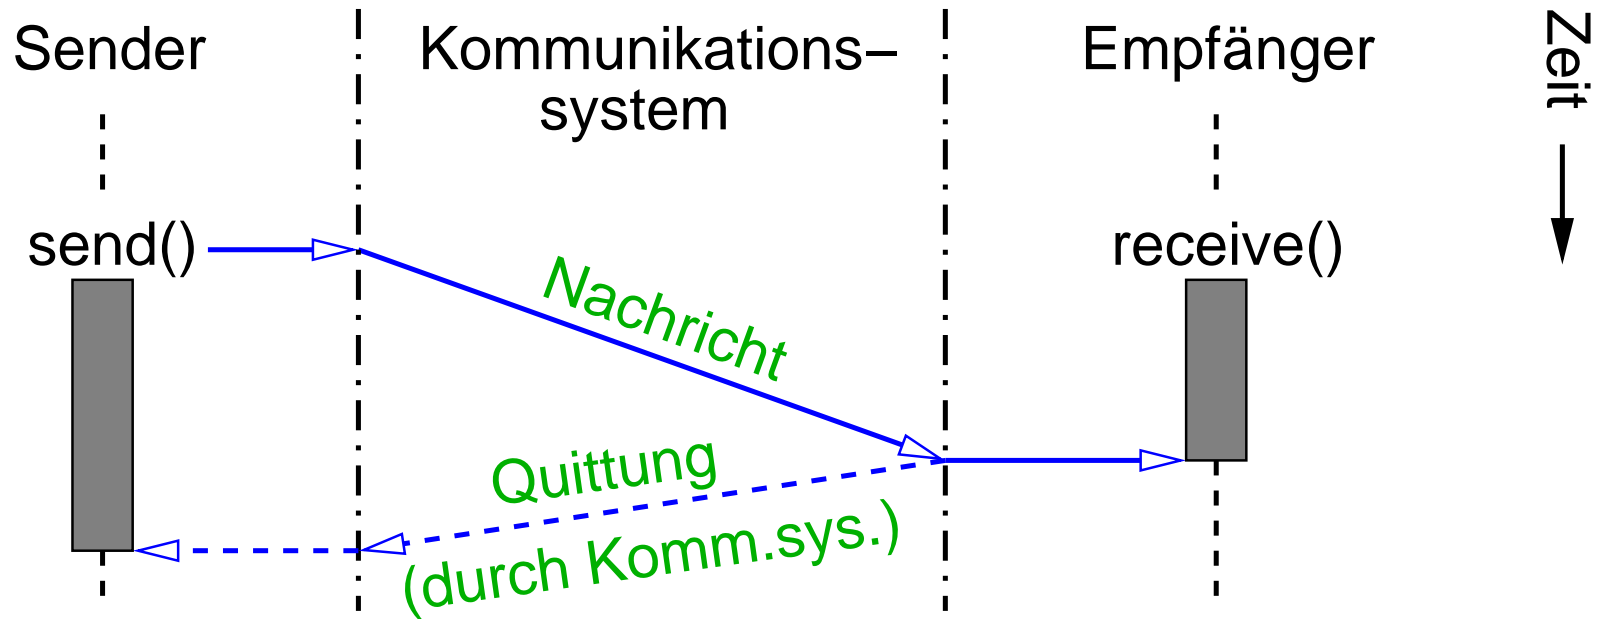 Sender
Kommunikations–
system
Empfänger
Zeit
send()
receive()
Nachricht
Quittung
(durch Komm.sys.)